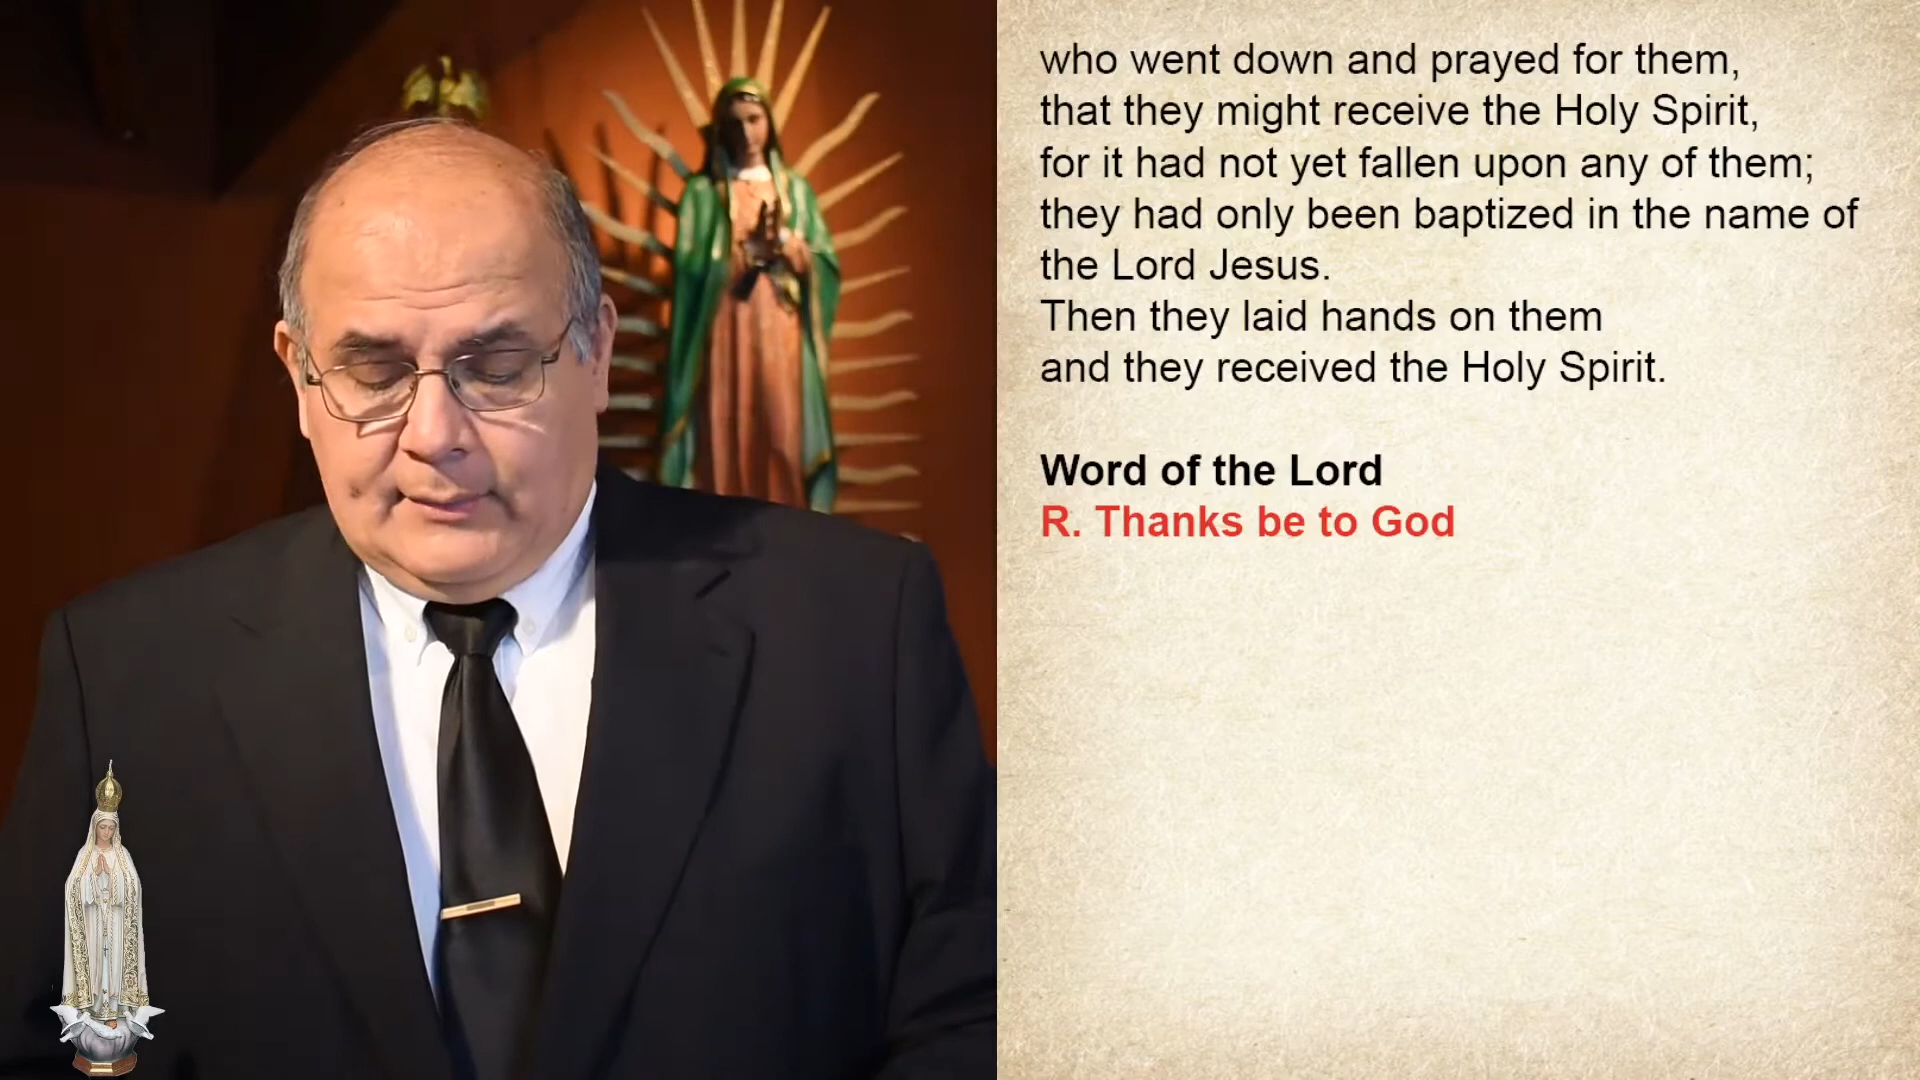 who went down and prayed for them,
that they might receive the Holy Spirit,
for it had not yet fallen upon any of them;
they had only been baptized in the name of
the Lord Jesus.
Then they laid hands on them
and they received the Holy Spirit.
Word of the Lord
R. Thanks be to God